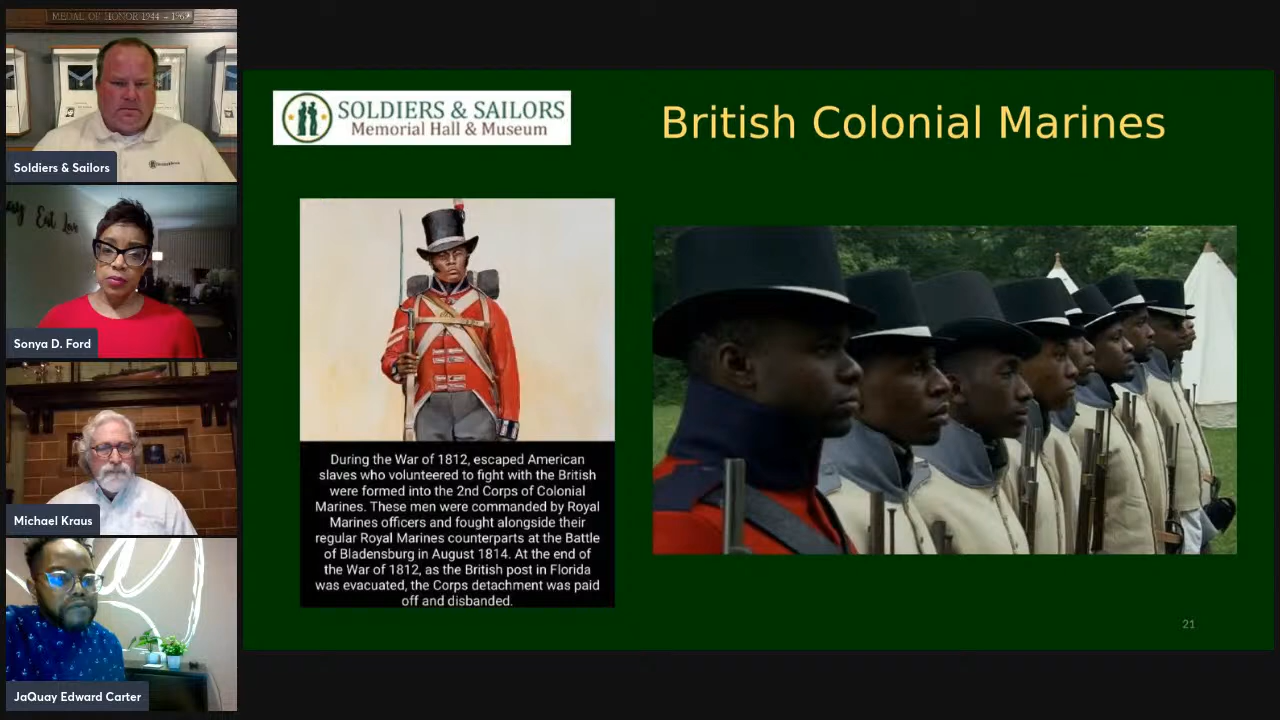 MEDAL OF HONOR 1944 - 1969
Soldiers & Sailors
Eat Love
Sonya D. Ford
Michael Kraus
JaQuay Edward Carter
SOLDIERS & SAILORS
Memorial Hall & Museum
British Colonial Marines
During the War of 1812, escaped American
slaves who volunteered to fight with the British
were formed into the 2nd Corps of Colonial
Marines. These men were commanded by Royal
Marines officers and fought alongside their
regular Royal Marines counterparts at the Battle
of Bladensburg in August 1814. At the end of
the War of 1812, as the British post in Florida
was evacuated, the Corps detachment was paid
off and disbanded.
21